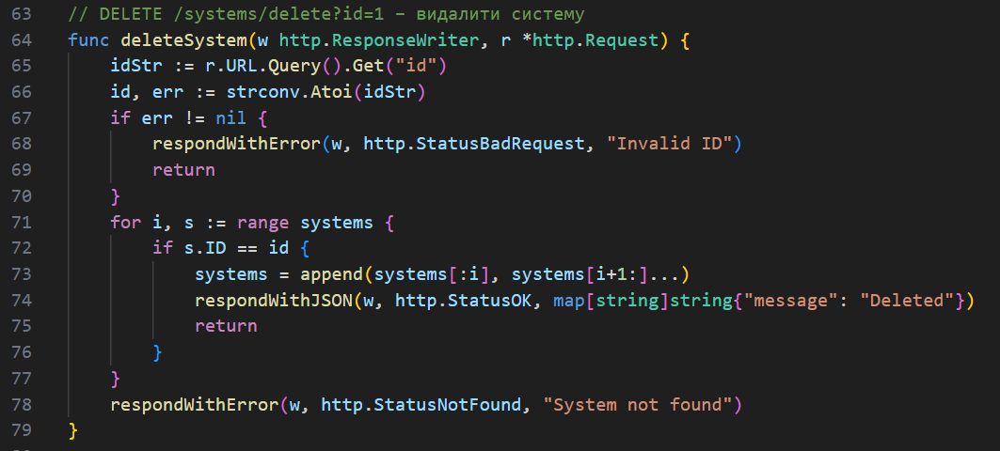 63 // DELETE /systems/delete?id=1 – видалити систему
64 func deleteSystem(w http.ResponseWriter, r *http.Request) {
65     idStr := r.URL.Query().Get("id")
66     id, err := strconv.Atoi(idStr)
67     if err != nil {
68         respondWithError(w, http.StatusBadRequest, "Invalid ID")
69         return
70     }
71     for i, s := range systems {
72         if s.ID == id {
73             systems = append(systems[:i], systems[i+1:]...)
74             respondWithJSON(w, http.StatusOK, map[string]string{"message": "Deleted"})
75             return
76         }
77     }
78     respondWithError(w, http.StatusNotFound, "System not found")
79 }